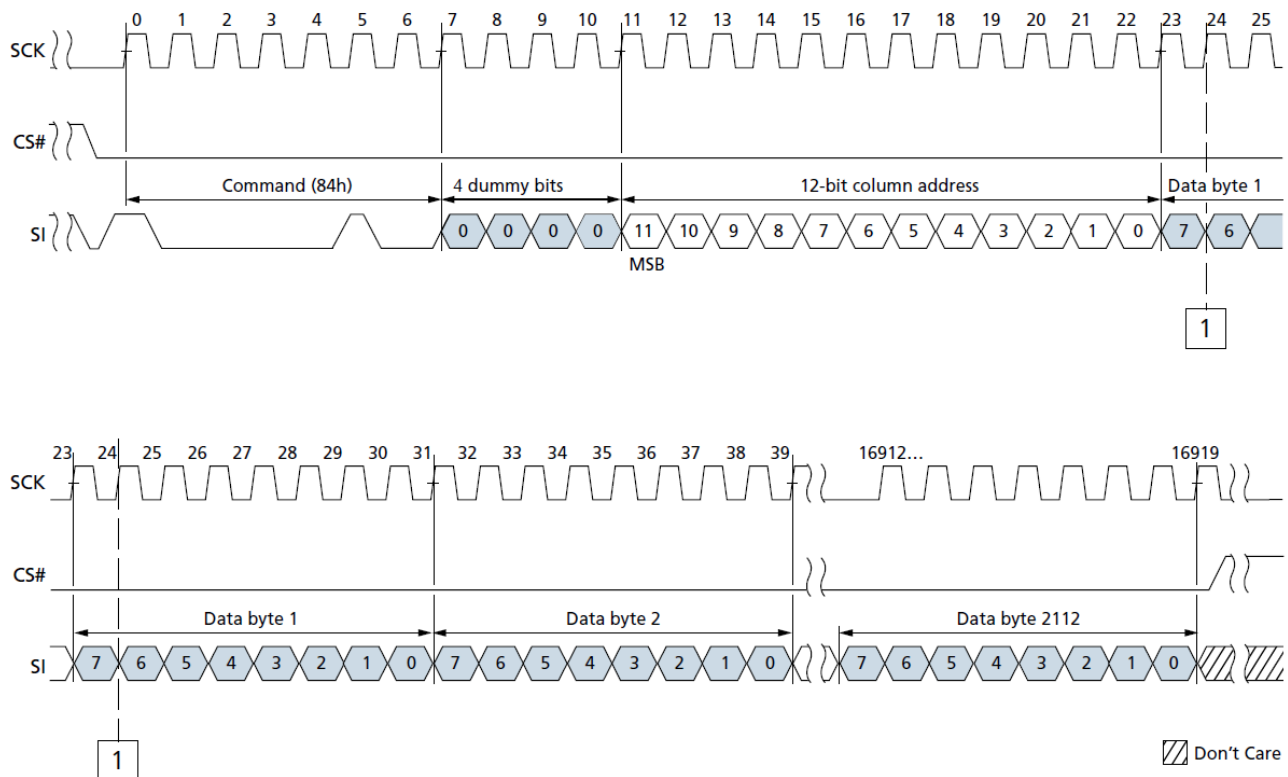 0 1 2 3 4 5 6 7 8 9 10 11 12 13 14 15 16 17 18 19 20 21 22 23 24 25
SCK
CS#
Command (84h) 4 dummy bits 12-bit column address Data byte 1
SI 0 0 0 0 11 10 9 8 7 6 5 4 3 2 1 0 7 6
MSB
1
23 24 25 26 27 28 29 30 31 32 33 34 35 36 37 38 39 16912... 16919
SCK
CS#
Data byte 1 Data byte 2 Data byte 2112
SI 7 6 5 4 3 2 1 0 7 6 5 4 3 2 1 0 7 6 5 4 3 2 1 0
1
Don't Care